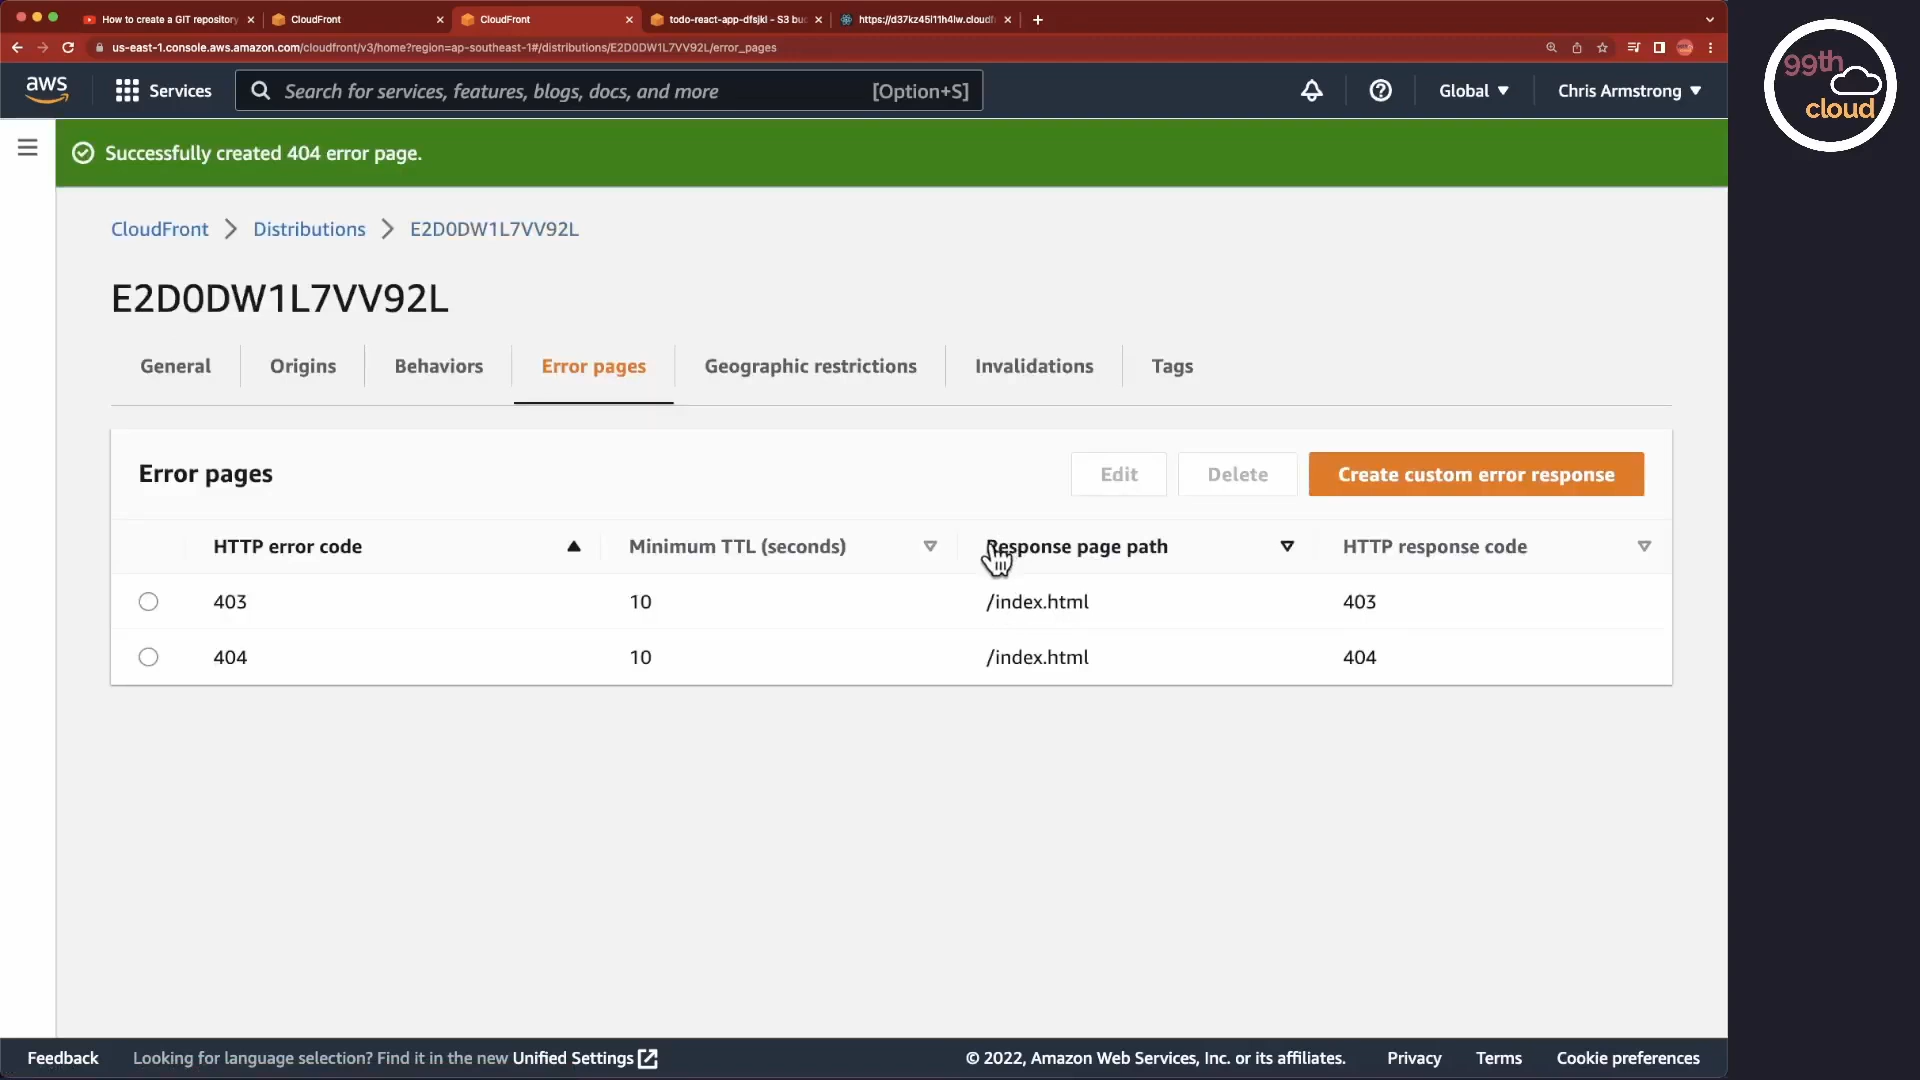 How to create a GIT repository
CloudFront
CloudFront
todo-react-app-dfsjkl - S3 buc
https://d37kz45l11h4lw.cloudf
us-east-1.console.aws.amazon.com/cloudfront/v3/home?region=ap-southeast-1#/distributions/E2D0DW1L7VV92L/error_pages
99th
cloud
aws
Services
Search for services, features, blogs, docs, and more
[Option+S]
Global
Chris Armstrong
Successfully created 404 error page.
CloudFront
Distributions
E2D0DW1L7VV92L
E2D0DW1L7VV92L
General
Origins
Behaviors
Error pages
Geographic restrictions
Invalidations
Tags
Error pages
Edit
Delete
Create custom error response
HTTP error code
Minimum TTL (seconds)
Response page path
HTTP response code
403
10
/index.html
403
404
10
/index.html
404
Feedback
Looking for language selection? Find it in the new Unified Settings
© 2022, Amazon Web Services, Inc. or its affiliates.
Privacy
Terms
Cookie preferences